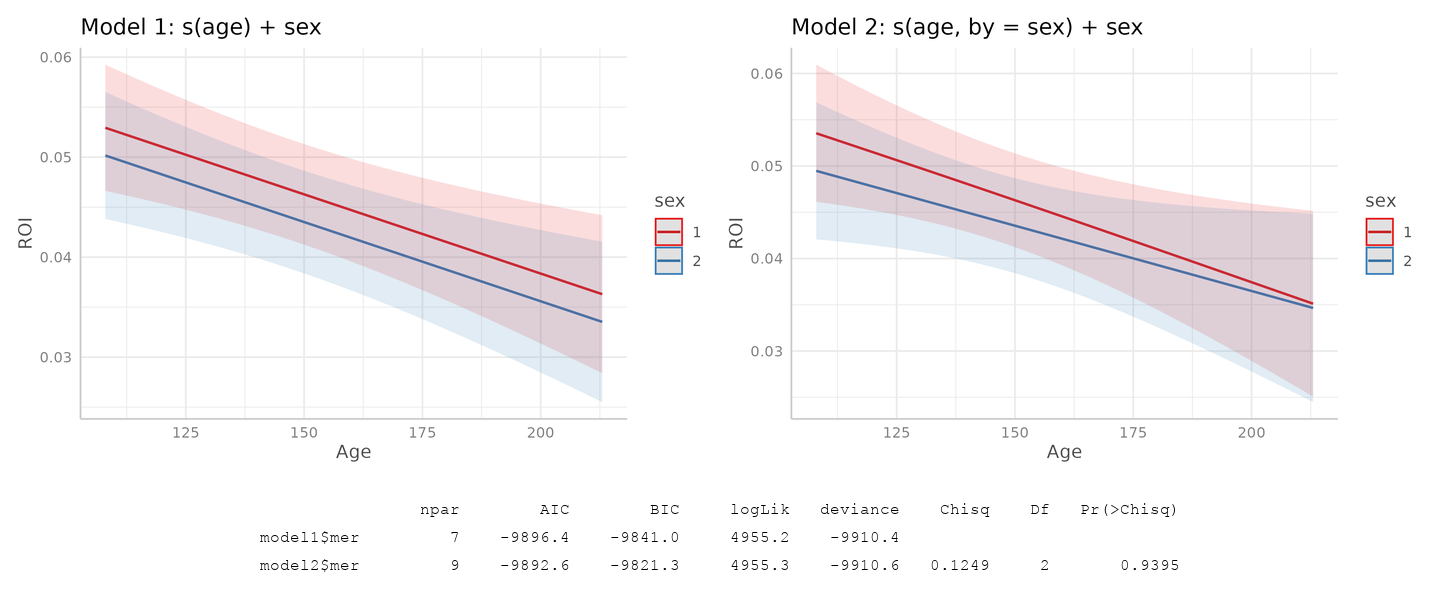 Model 1: s(age) + sex
0.06
0.05
0.04
0.03
ROI
125 150 175 200
Age
sex
1
2
Model 2: s(age, by = sex) + sex
0.06
0.05
0.04
0.03
ROI
125 150 175 200
Age
sex
1
2
npar AIC BIC logLik deviance Chisq Df Pr(>Chisq)
model1$mer 7 -9896.4 -9841.0 4955.2 -9910.4
model2$mer 9 -9892.6 -9821.3 4955.3 -9910.6 0.1249 2 0.9395